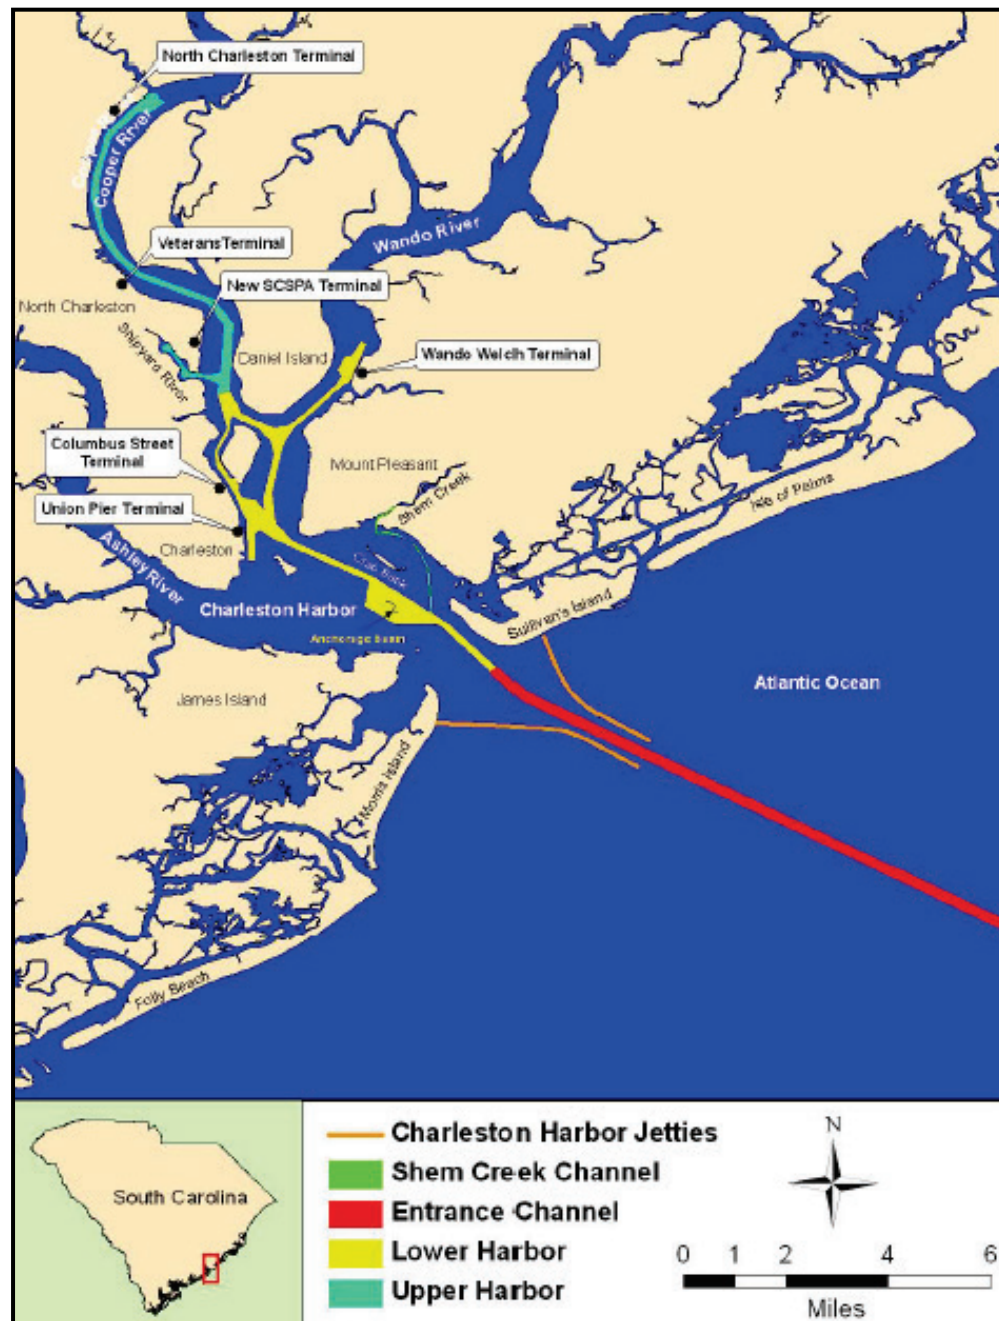 North Charleston Terminal
Cooper River
Wando River
Veterans Terminal
New SCSPA Terminal
North Charleston
Shipyard River
Daniel Island
Wando Welch Terminal
Columbus Street
Terminal
Mount Pleasant
Shem Creek
Union Pier Terminal
Isle of Palms
Charleston
Ashley River
Charleston Harbor
Sullivan's Island
Anchorage Basin
Atlantic Ocean
James Island
Morris Island
Folly Beach
South Carolina
Charleston Harbor Jetties
Shem Creek Channel
Entrance Channel
Lower Harbor
Upper Harbor
N
0 1 2 4 6
Miles